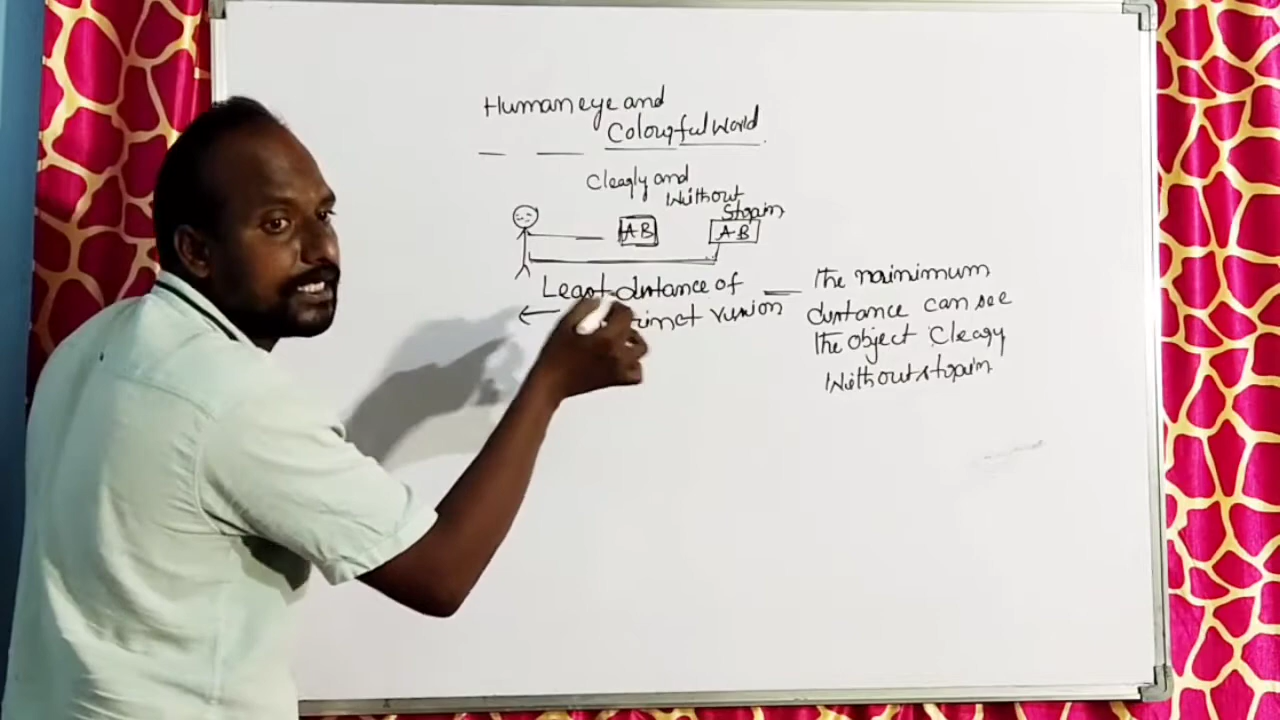 Human eye and
Colourful World
Clearly and
Without
Strain
AB
AB
Least distance of
vision
The minimum
distance can see
the object Cleary
Without strain